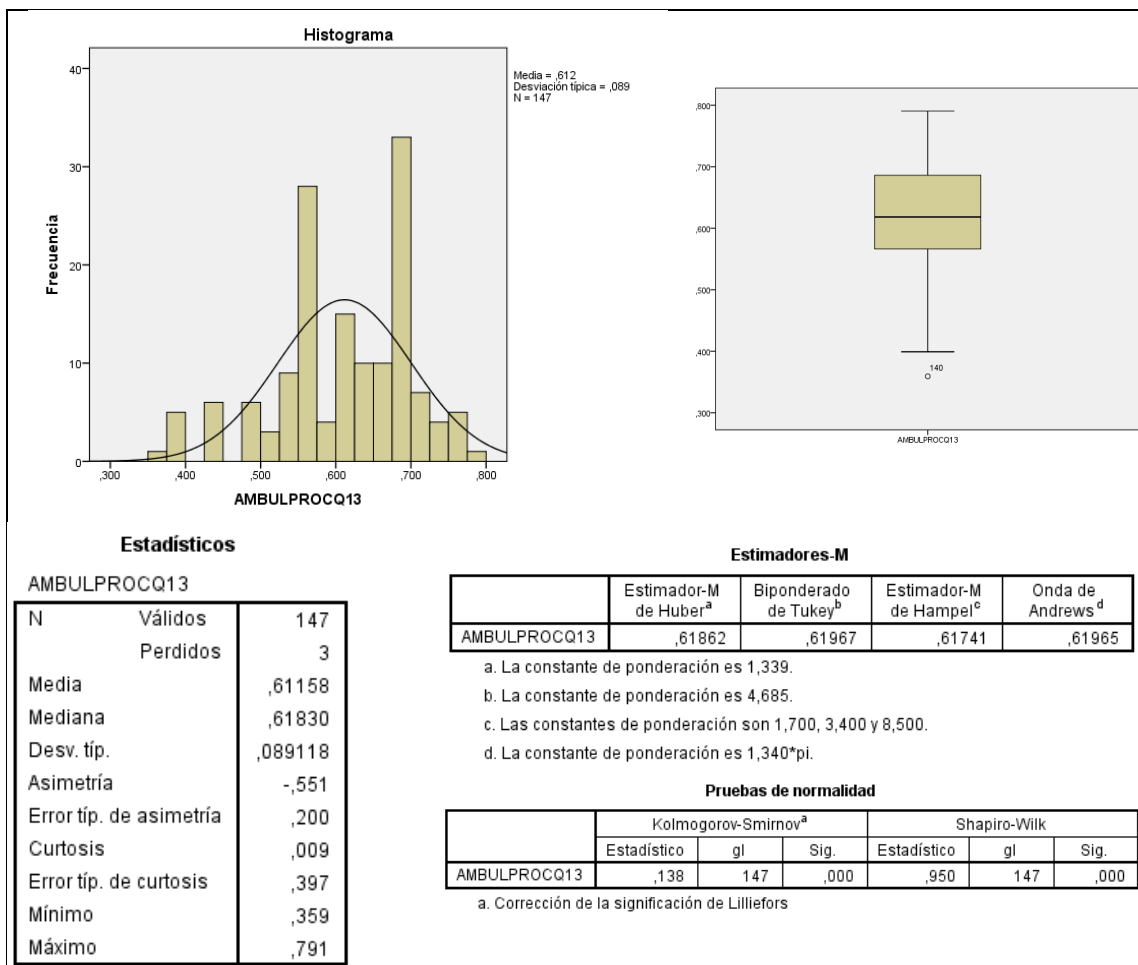 Histograma
Media = ,612
Desviación típica = ,089
N = 147
40
30
20
10
0
Frecuencia
,300 ,400 ,500 ,600 ,700 ,800
AMBULPROCQ13
,800
,700
,600
,500
,400
,300
140
AMBULPROCQ13
Estadísticos
AMBULPROCQ13
N Válidos 147
Perdidos 3
Media ,61158
Mediana ,61830
Desv. típ. ,089118
Asimetría -,551
Error típ. de asimetría ,200
Curtosis ,009
Error típ. de curtosis ,397
Mínimo ,359
Máximo ,791
Estimadores-M
Estimador-M de Huber a Biponderado de Tukey b Estimador-M de Hampel c Onda de Andrews d
AMBULPROCQ13 ,61862 ,61967 ,61741 ,61965
a. La constante de ponderación es 1,339.
b. La constante de ponderación es 4,685.
c. Las constantes de ponderación son 1,700, 3,400 y 8,500.
d. La constante de ponderación es 1,340*pi.
Pruebas de normalidad
Kolmogorov-Smirnov a Shapiro-Wilk
Estadístico gl Sig. Estadístico gl Sig.
AMBULPROCQ13 ,138 147 ,000 ,950 147 ,000
a. Corrección de la significación de Lilliefors